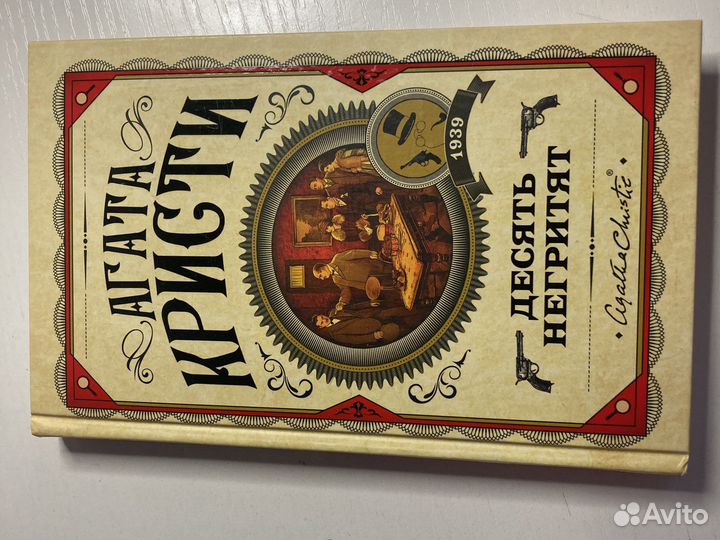 АГАТА
КРИСТИ
1939
ДЕСЯТЬ
НЕГРИТЯТ
Agatha Christie®
Avito